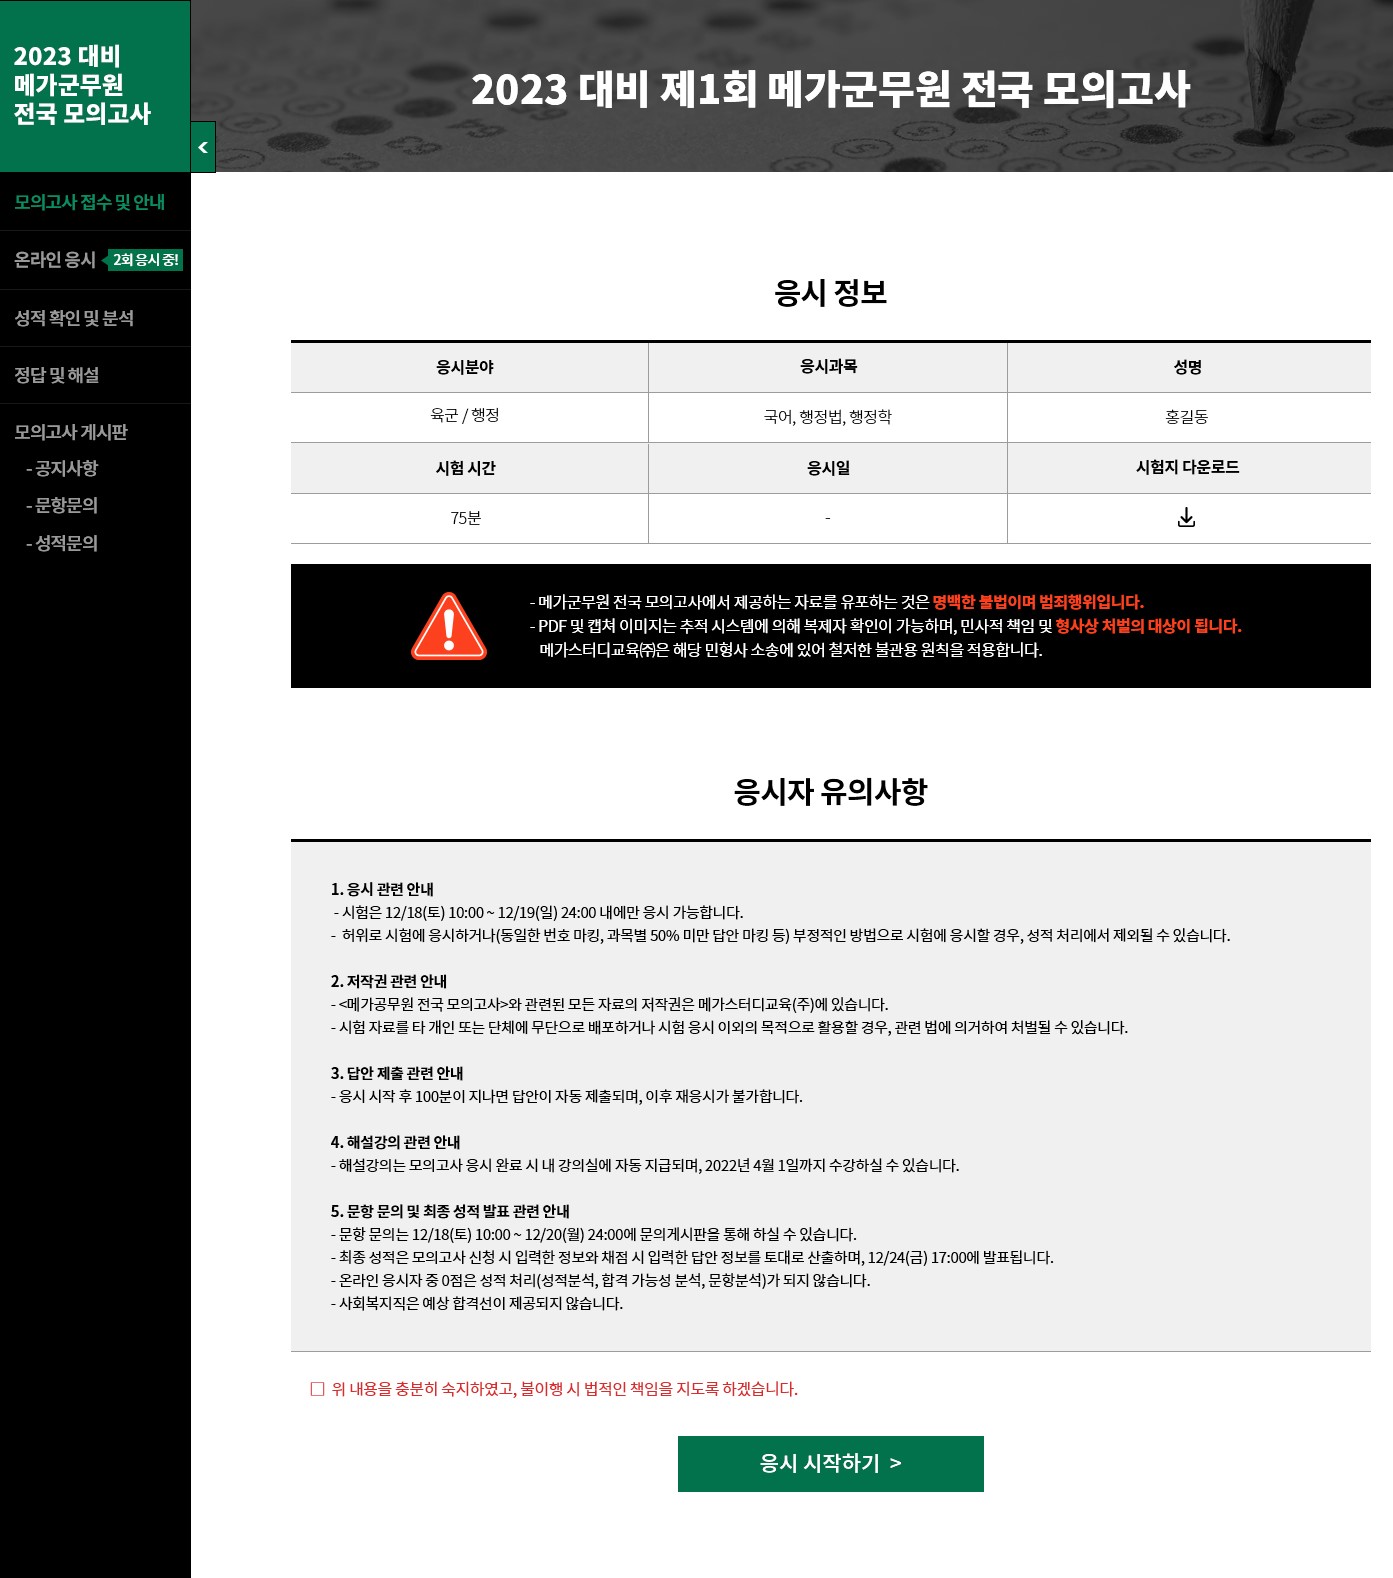 2023 대비
메가군무원
전국 모의고사
<
모의고사 접수 및 안내
온라인 응시
2회 응시 중!
성적 확인 및 분석
정답 및 해설
모의고사 게시판
- 공지사항
- 문항문의
- 성적문의
2023 대비 제1회 메가군무원 전국 모의고사
응시 정보
응시분야 응시과목 성명
육군 / 행정 국어, 행정법, 행정학 홍길동
시험 시간 응시일 시험지 다운로드
75분 -
- 메가군무원 전국 모의고사에서 제공하는 자료를 유포하는 것은 명백한 불법이며 범죄행위입니다.
- PDF 및 캡쳐 이미지는 추적 시스템에 의해 복제자 확인이 가능하며, 민사적 책임 및 형사상 처벌의 대상이 됩니다.
메가스터디교육㈜은 해당 민형사 소송에 있어 철저한 불관용 원칙을 적용합니다.
응시자 유의사항
1. 응시 관련 안내
- 시험은 12/18(토) 10:00 ~ 12/19(일) 24:00 내에만 응시 가능합니다.
- 허위로 시험에 응시하거나(동일한 번호 마킹, 과목별 50% 미만 답안 마킹 등) 부정적인 방법으로 시험에 응시할 경우, 성적 처리에서 제외될 수 있습니다.
2. 저작권 관련 안내
- <메가공무원 전국 모의고사>와 관련된 모든 자료의 저작권은 메가스터디교육(주)에 있습니다.
- 시험 자료를 타 개인 또는 단체에 무단으로 배포하거나 시험 응시 이외의 목적으로 활용할 경우, 관련 법에 의거하여 처벌될 수 있습니다.
3. 답안 제출 관련 안내
- 응시 시작 후 100분이 지나면 답안이 자동 제출되며, 이후 재응시가 불가합니다.
4. 해설강의 관련 안내
- 해설강의는 모의고사 응시 완료 시 내 강의실에 자동 지급되며, 2022년 4월 1일까지 수강하실 수 있습니다.
5. 문항 문의 및 최종 성적 발표 관련 안내
- 문항 문의는 12/18(토) 10:00 ~ 12/20(월) 24:00에 문의게시판을 통해 하실 수 있습니다.
- 최종 성적은 모의고사 신청 시 입력한 정보와 채점 시 입력한 답안 정보를 토대로 산출하며, 12/24(금) 17:00에 발표됩니다.
- 온라인 응시자 중 0점은 성적 처리(성적분석, 합격 가능성 분석, 문항분석)가 되지 않습니다.
- 사회복지직은 예상 합격선이 제공되지 않습니다.
□ 위 내용을 충분히 숙지하였고, 불이행 시 법적인 책임을 지도록 하겠습니다.
응시 시작하기 >